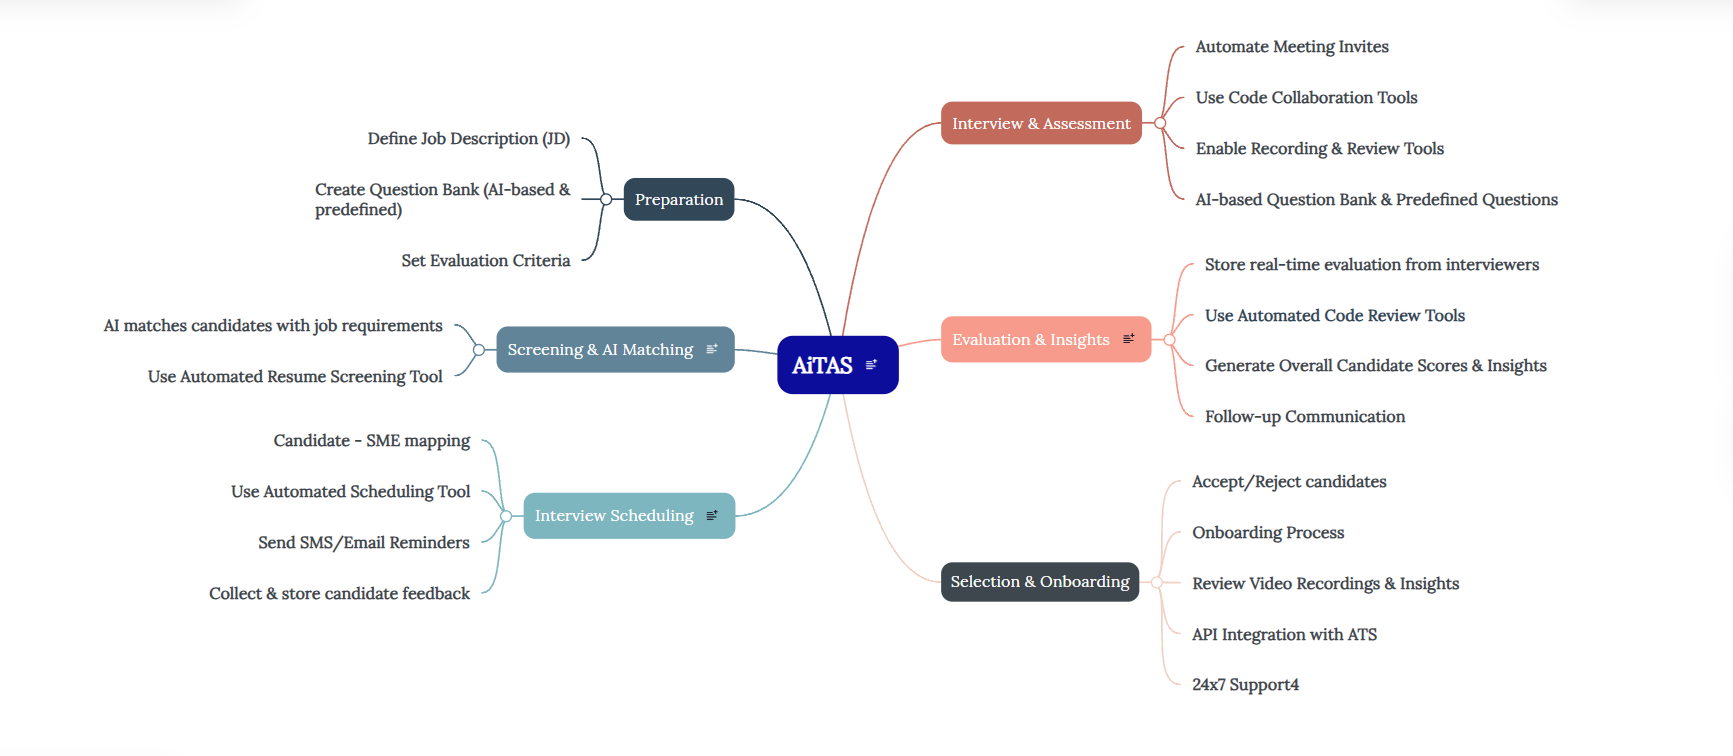 Define Job Description (JD)
Create Question Bank (AI-based &
predefined)
Set Evaluation Criteria
Preparation
AI matches candidates with job requirements
Use Automated Resume Screening Tool
Screening & AI Matching
Candidate - SME mapping
Use Automated Scheduling Tool
Send SMS/Email Reminders
Collect & store candidate feedback
Interview Scheduling
AiTAS
Interview & Assessment
Automate Meeting Invites
Use Code Collaboration Tools
Enable Recording & Review Tools
AI-based Question Bank & Predefined Questions
Evaluation & Insights
Store real-time evaluation from interviewers
Use Automated Code Review Tools
Generate Overall Candidate Scores & Insights
Follow-up Communication
Selection & Onboarding
Accept/Reject candidates
Onboarding Process
Review Video Recordings & Insights
API Integration with ATS
24x7 Support4